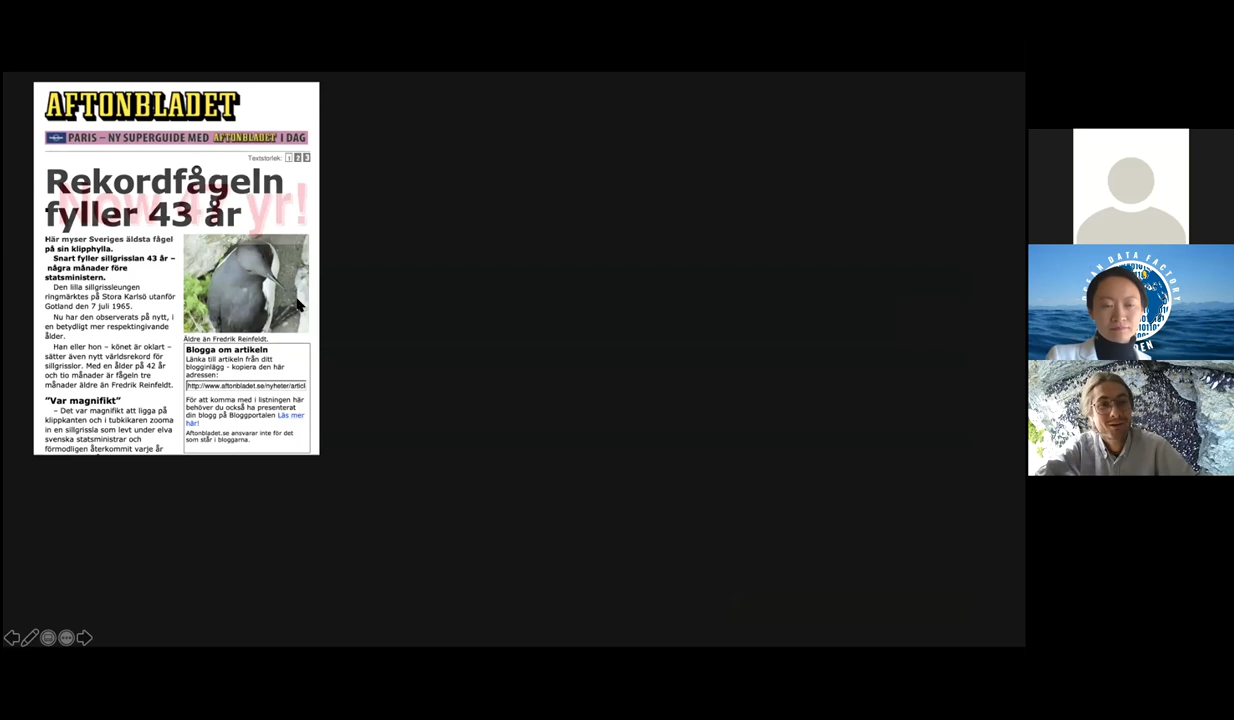 AFTONBLADET
PARIS – NY SUPERGUIDE MED AFTONBLADET I DAG
Textstorlek: 1 2 3
Rekordfågeln
fyller 43 år
Now 47 yr!
Här myser Sveriges äldsta fågel
på sin klipphylla.
Snart fyller sillgrisslan 43 år –
några månader före
statsministern.
Den lilla sillgrissleungen
ringmärktes på Stora Karlsö utanför
Gotland den 7 juli 1965.
Nu har den observerats på nytt, i
en betydligt mer respektingivande
ålder.
Han eller hon – könet är oklart –
sätter även nytt världsrekord för
sillgrisslor. Med en ålder på 42 år
och tio månader är fågeln tre
månader äldre än Fredrik Reinfeldt.
"Var magnifikt"
– Det var magnifikt att ligga på
klippkanten och i tubkikaren zooma
in en sillgrissla som levt under elva
svenska statsministrar och
förmodligen återkommit varje år
Äldre än Fredrik Reinfeldt.
Blogga om artikeln
Länka till artikeln från ditt
blogginlägg - kopiera den här
adressen:
http://www.aftonbladet.se/nyheter/articl
För att komma med i listningen här
behöver du också ha presenterat
din blogg på Bloggportalen Läs mer
här!
Aftonbladet.se ansvarar inte för det
som står i bloggarna.
DATA FACTORY